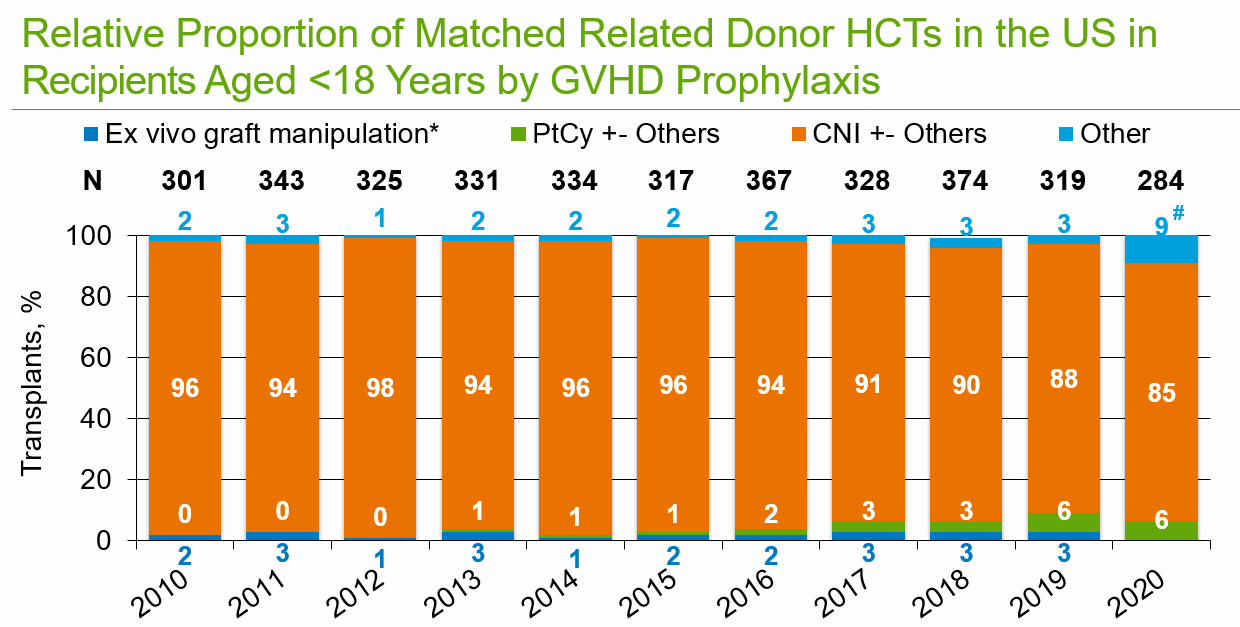 Relative Proportion of Matched Related Donor HCTs in the US in
Recipients Aged <18 Years by GVHD Prophylaxis
Ex vivo graft manipulation* PtCy +- Others CNI +- Others Other
N 301 343 325 331 334 317 367 328 374 319 284
2 3 1 2 2 2 2 3 3 3 9#
100
80
60
40
20
0
Transplants, %
96 94 98 94 96 96 94 91 90 88 85
0 0 0 1 1 1 2 3 3 6 6
2 3 1 3 1 2 2 3 3 3
2010 2011 2012 2013 2014 2015 2016 2017 2018 2019 2020